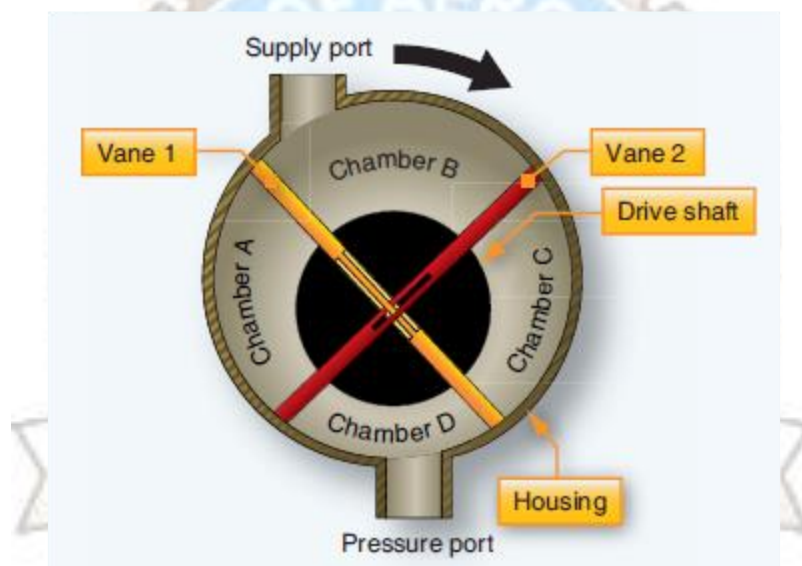 Supply port
Vane 1
Chamber B
Vane 2
Drive shaft
Chamber A
Chamber C
Chamber D
Housing
Pressure port